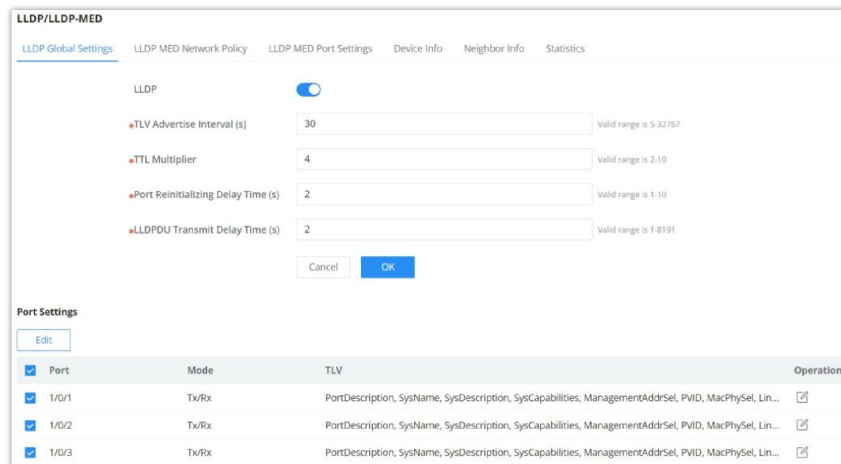 LLDP/LLDP-MED
LLDP Global Settings LLDP MED Network Policy LLDP MED Port Settings Device Info Neighbor Info Statistics
LLDP
*TLV Advertise Interval (s) 30 Valid range is 5-32767
*TTL Multiplier 4 Valid range is 2-10
*Port Reinitializing Delay Time (s) 2 Valid range is 1-10
*LLDPDU Transmit Delay Time (s) 2 Valid range is 1-8191
Cancel OK
Port Settings
Edit
Port Mode TLV Operation
1/0/1 Tx/Rx PortDescription, SysName, SysDescription, SysCapabilities, ManagementAddrSel, PVID, MacPhySel, Lin...
1/0/2 Tx/Rx PortDescription, SysName, SysDescription, SysCapabilities, ManagementAddrSel, PVID, MacPhySel, Lin...
1/0/3 Tx/Rx PortDescription, SysName, SysDescription, SysCapabilities, ManagementAddrSel, PVID, MacPhySel, Lin...